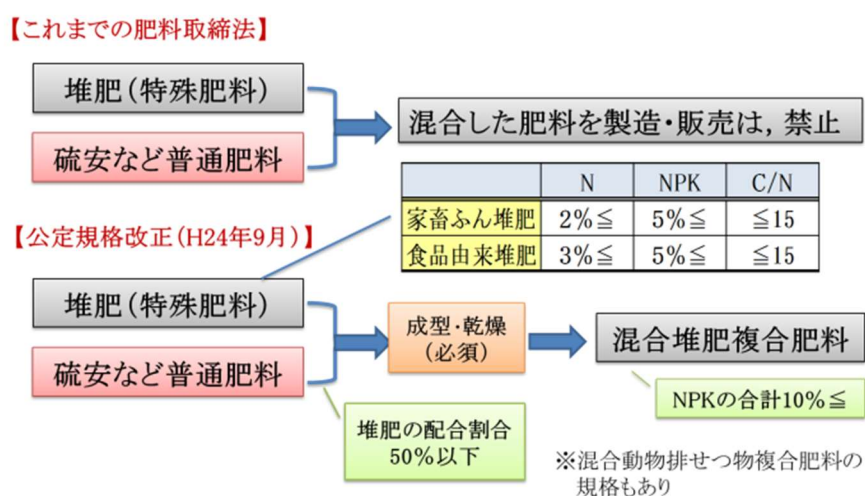 【これまでの肥料取締法】
堆肥(特殊肥料)
硫安など普通肥料
混合した肥料を製造・販売は,禁止
N NPK C/N
家畜ふん堆肥 2%≦ 5%≦ ≦15
食品由来堆肥 3%≦ 5%≦ ≦15
【公定規格改正(H24年9月)】
堆肥(特殊肥料)
硫安など普通肥料
成型・乾燥
(必須)
混合堆肥複合肥料
堆肥の配合割合
50%以下
NPKの合計10%≦
※混合動物排せつ物複合肥料の
規格もあり